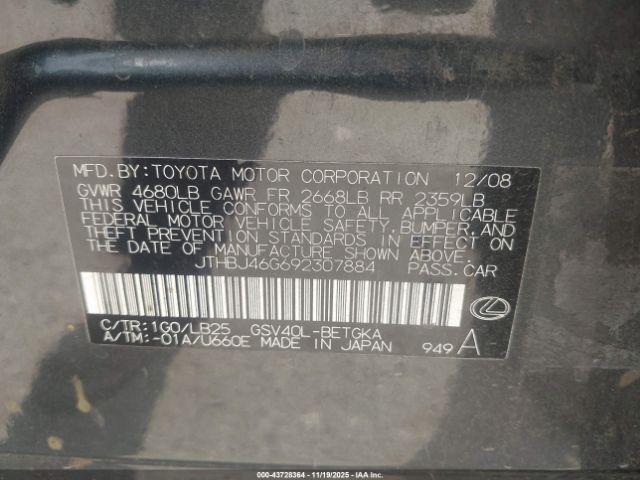 MFD.BY:TOYOTA MOTOR CORPORATION 12/08
GVWR 4680LB GAWR FR 2668LB RR 2359LB
THIS VEHICLE CONFORMS TO ALL APPLICABLE
FEDERAL MOTOR VEHICLE SAFETY, BUMPER, AND
THEFT PREVENTION STANDARDS IN EFFECT ON
THE DATE OF MANUFACTURE SHOWN ABOVE.
JTHBJ46G692307884 PASS.CAR
C/TR:1G0/LB25 GSV40L-BETGKA
A/TM:-01A/U660E MADE IN JAPAN 949 A
000-43728364 - 11/19/2025 - IAAI, Inc.